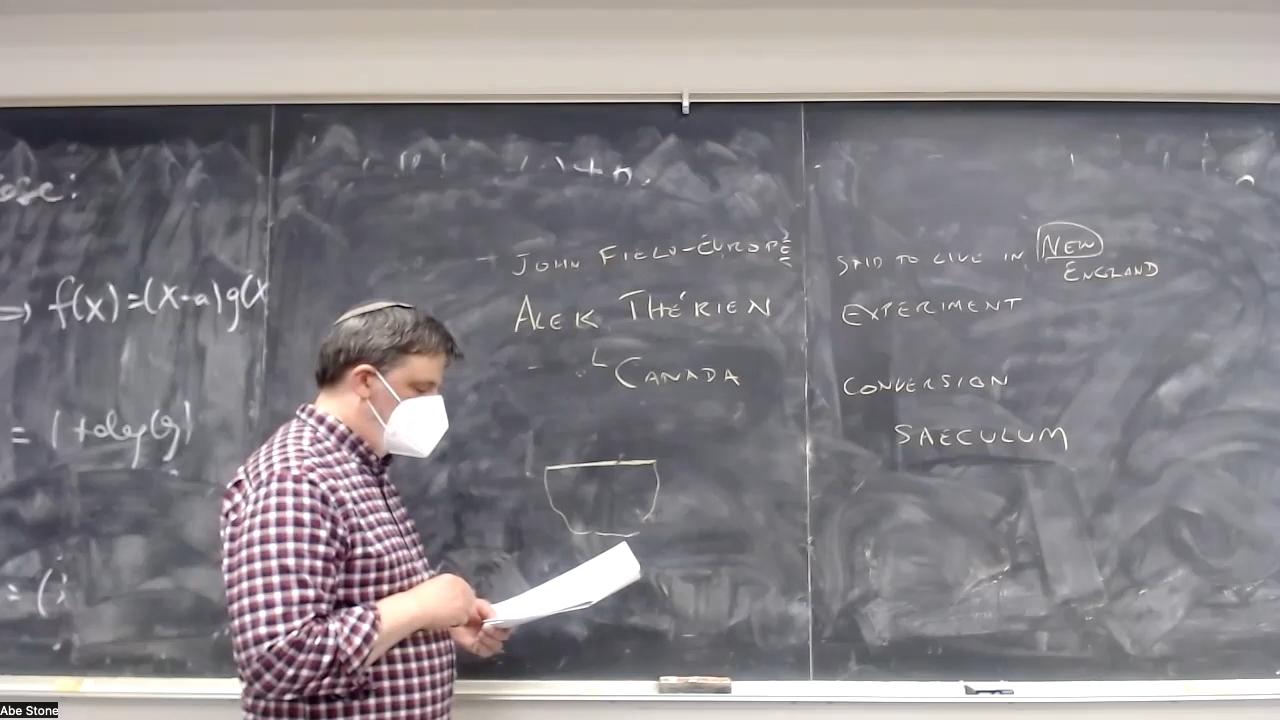 f(x)=(x-a)g(x
= 1+deg(g)
= (
JOHN FIELD-EUROPE
ALEK THÉRIEN
CANADA
SAID TO LIVE IN NEW
ENGLAND
EXPERIMENT
CONVERSION
SAECULUM
Abe Stone